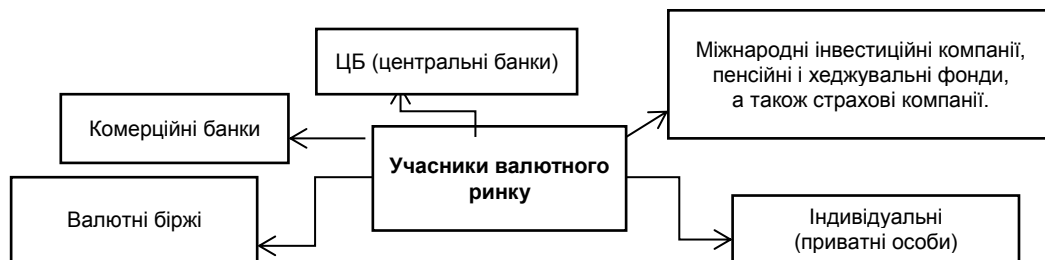 ЦБ (центральні банки)
Міжнародні інвестиційні компанії,
пенсійні і хеджувальні фонди,
а також страхові компанії.
Комерційні банки
Учасники валютного
ринку
Валютні біржі
Індивідуальні
(приватні особи)